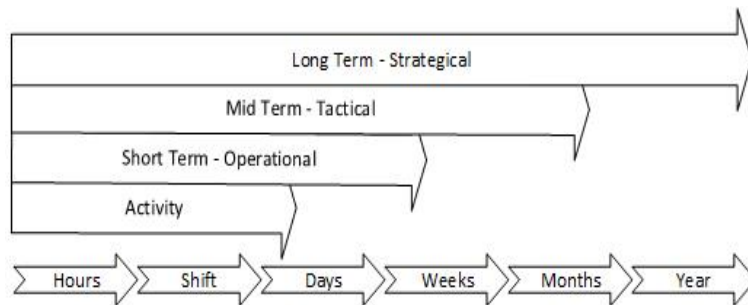 Long Term - Strategical
Mid Term - Tactical
Short Term - Operational
Activity
Hours Shift Days Weeks Months Year